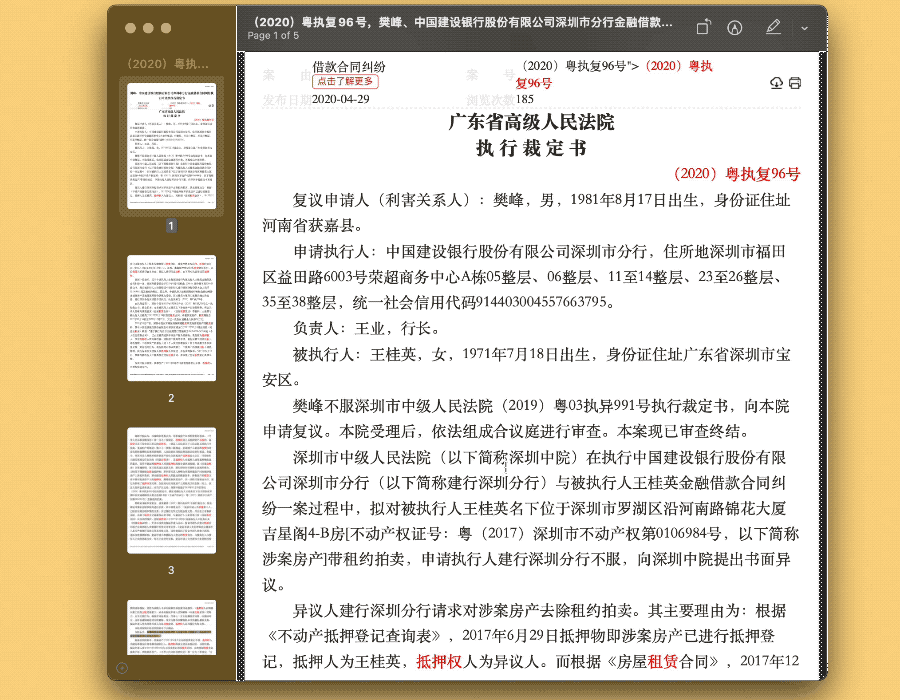 （2020）粤执复96号，樊峰、中国建设银行股份有限公司深圳市分行金融借款...
Page 1 of 5
（2020）粤执...
1
2
3
案 由
借款合同纠纷
点击了解更多
案 号
（2020）粤执复96号">（2020）粤执
复96号
发布日期
2020-04-29
浏览次数
185
广东省高级人民法院
执 行 裁 定 书
（2020）粤执复96号
复议申请人（利害关系人）：樊峰，男，1981年8月17日出生，身份证住址
河南省获嘉县。
申请执行人：中国建设银行股份有限公司深圳市分行，住所地深圳市福田
区益田路6003号荣超商务中心A栋05整层、06整层、11至14整层、23至26整层、
35至38整层，统一社会信用代码914403004557663795。
负责人：王业，行长。
被执行人：王桂英，女，1971年7月18日出生，身份证住址广东省深圳市宝
安区。
樊峰不服深圳市中级人民法院（2019）粤03执异991号执行裁定书，向本院
申请复议。本院受理后，依法组成合议庭进行审查。本案现已审查终结。
深圳市中级人民法院（以下简称深圳中院）在执行中国建设银行股份有限
公司深圳市分行（以下简称建行深圳分行）与被执行人王桂英金融借款合同纠
纷一案过程中，拟对被执行人王桂英名下位于深圳市罗湖区沿河南路锦花大厦
吉星阁4-B房[不动产权证号：粤（2017）深圳市不动产权第0106984号，以下简称
涉案房产]带租约拍卖，申请执行人建行深圳分行不服，向深圳中院提出书面异
议。
异议人建行深圳分行请求对涉案房产去除租约拍卖。其主要理由为：根据
《不动产抵押登记查询表》，2017年6月29日抵押物即涉案房产已进行抵押登
记，抵押人为王桂英，抵押权人为异议人。而根据《房屋租赁合同》，2017年12